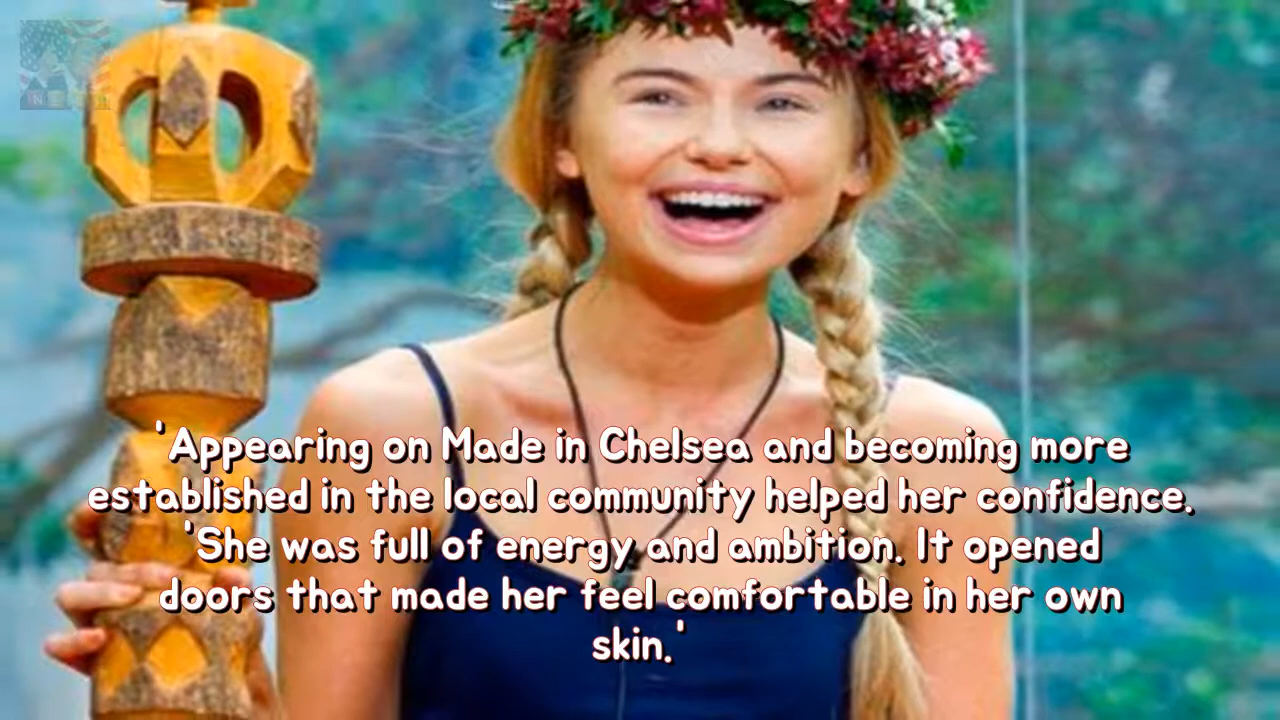 'Appearing on Made in Chelsea and becoming more
established in the local community helped her confidence.
'She was full of energy and ambition. It opened
doors that made her feel comfortable in her own
skin.'